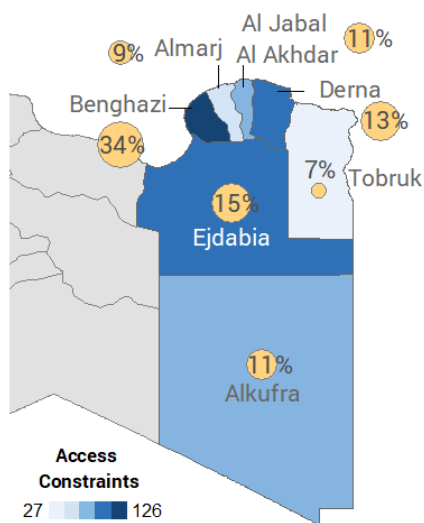 Al Jabal
Al Akhdar
11%
9%
Almarj
Benghazi
Derna
34%
13%
7%
Tobruk
15%
Ejdabia
11%
Alkufra
Access
Constraints
27 126